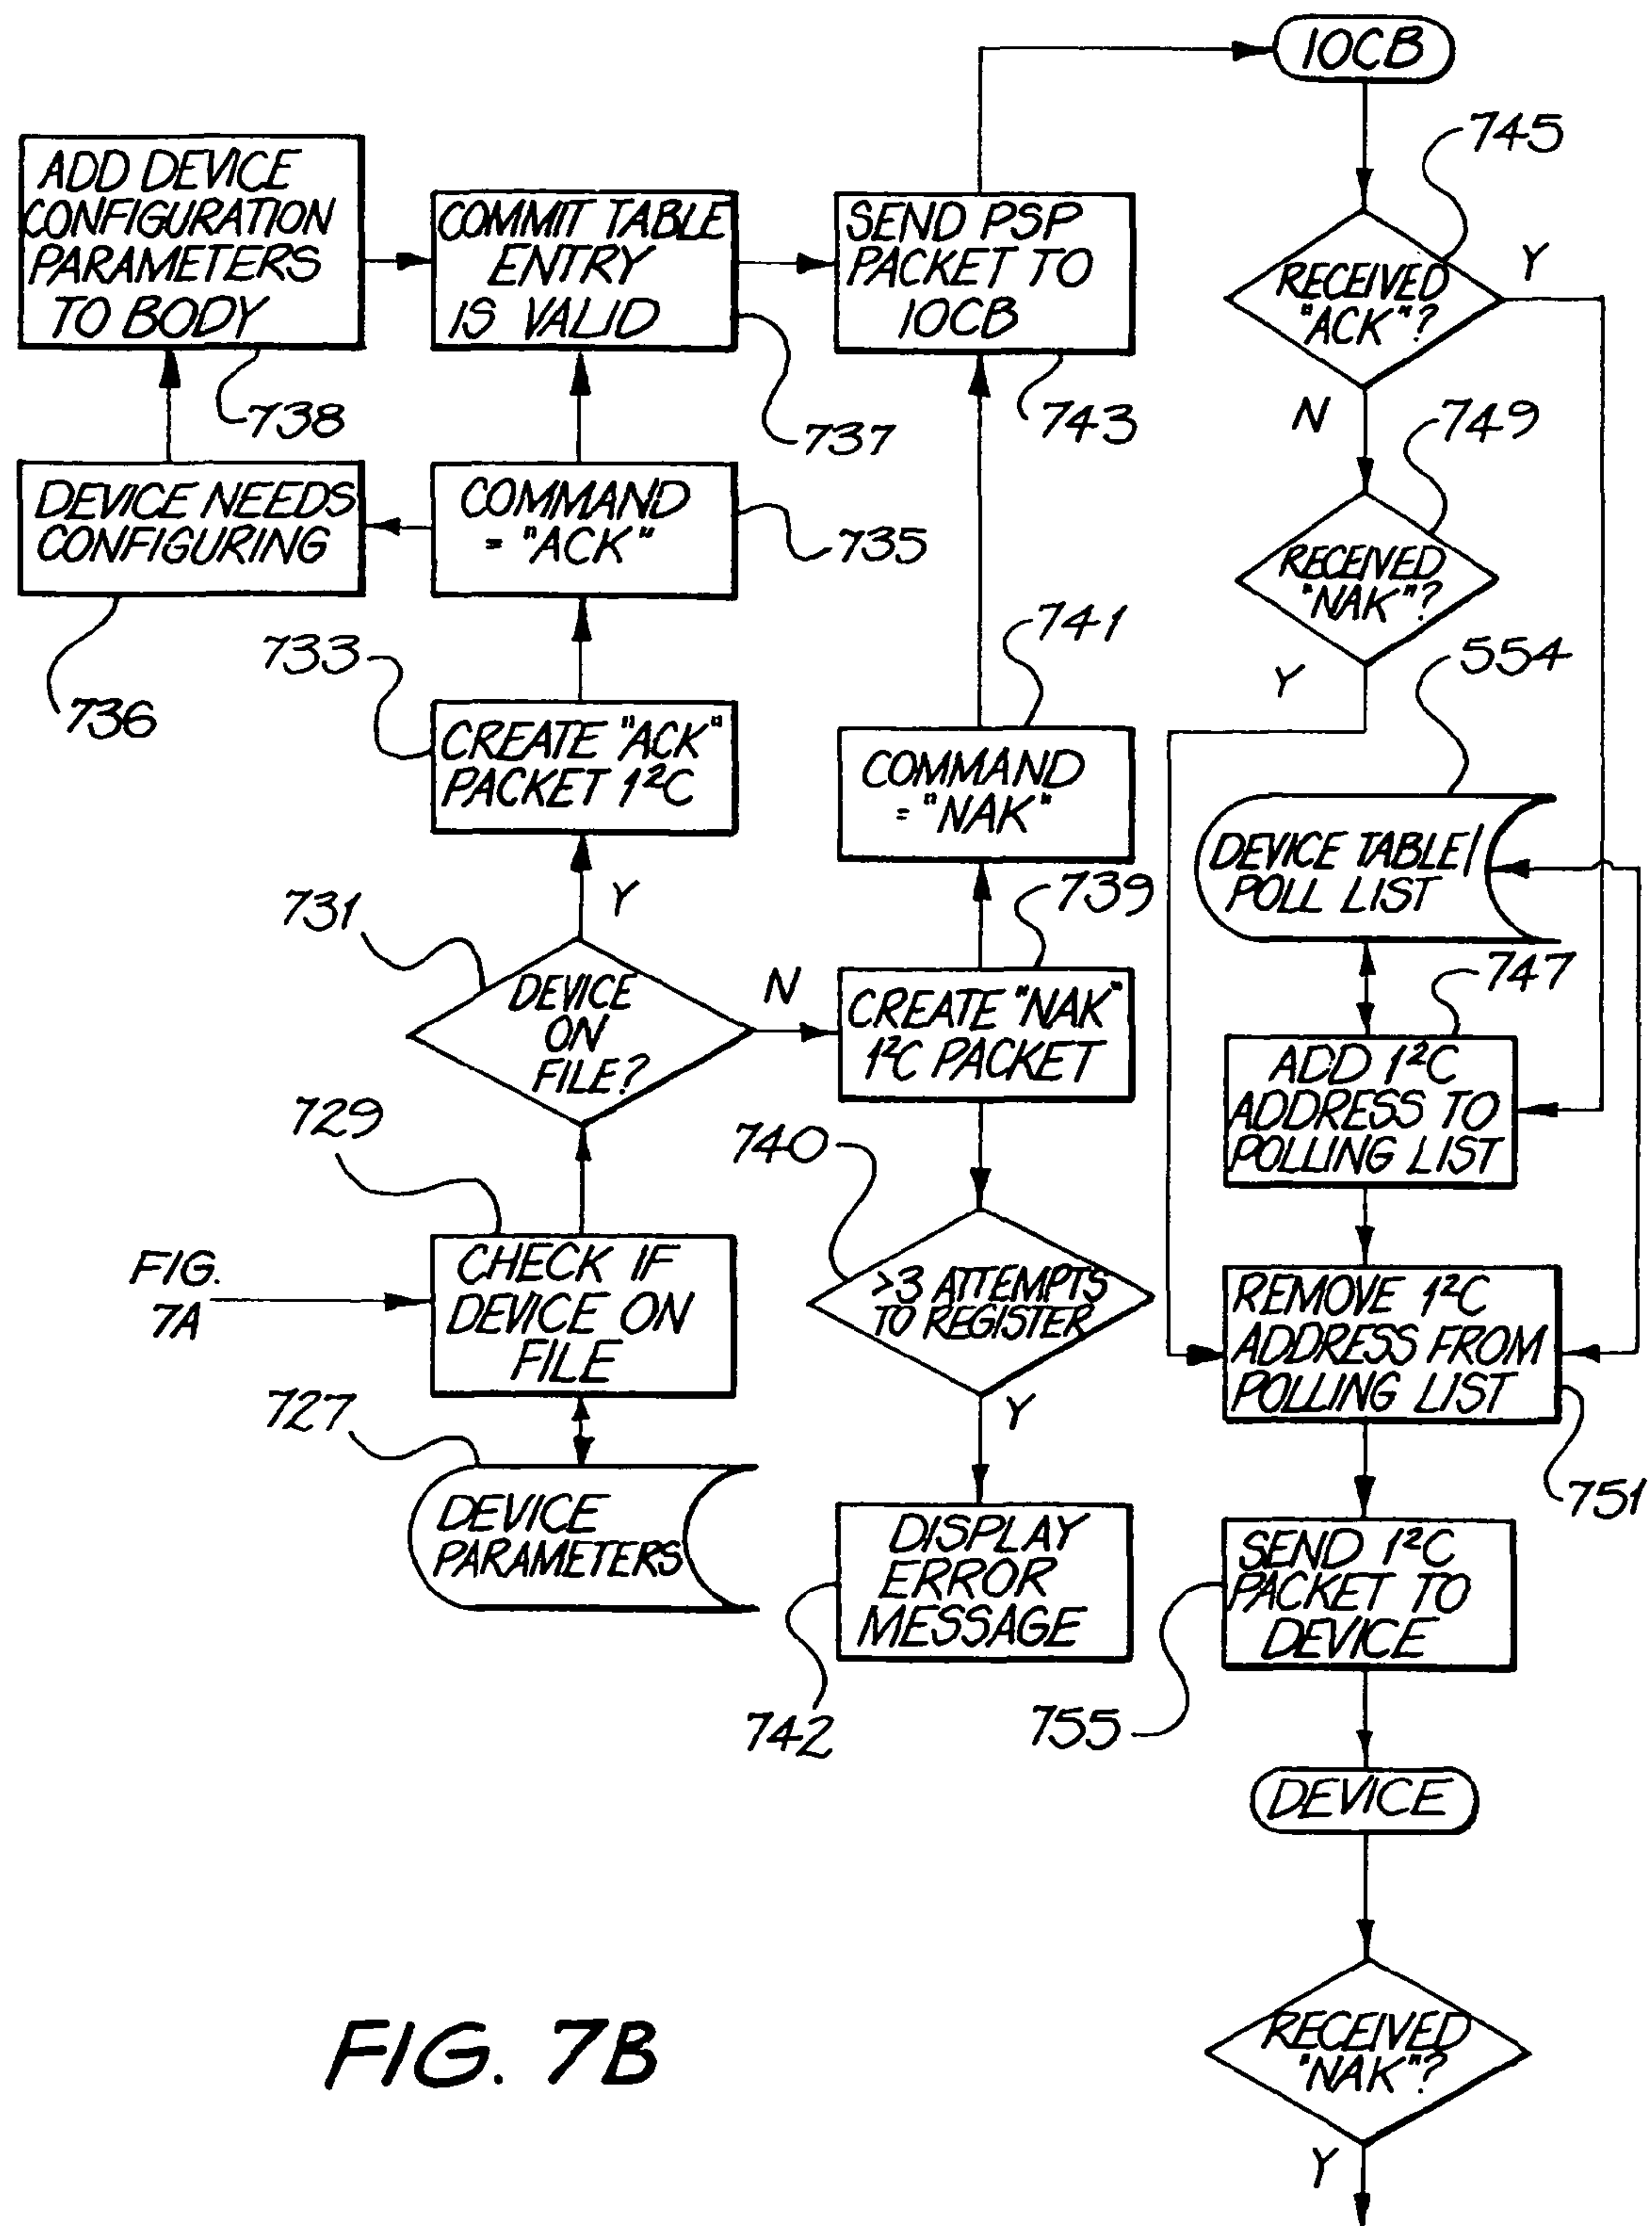 IOCB
745
ADD DEVICE
CONFIGURATION
PARAMETERS
TO BODY
COMMIT TABLE
ENTRY
IS VALID
SEND PSP
PACKET TO
IOCB
RECEIVED
"ACK"?
Y
N
738
737
743
749
DEVICE NEEDS
CONFIGURING
COMMAND
= "ACK"
735
RECEIVED
"NAK"?
Y
736
733
741
554
CREATE "ACK"
PACKET I²C
COMMAND
= "NAK"
DEVICE TABLE/
POLL LIST
731
Y
739
747
DEVICE
ON
FILE?
N
CREATE "NAK"
I²C PACKET
ADD I²C
ADDRESS TO
POLLING LIST
729
740
FIG.
7A
CHECK IF
DEVICE ON
FILE
>3 ATTEMPTS
TO REGISTER
Y
REMOVE I²C
ADDRESS FROM
POLLING LIST
751
727
DEVICE
PARAMETERS
DISPLAY
ERROR
MESSAGE
742
SEND I²C
PACKET TO
DEVICE
755
DEVICE
RECEIVED
"NAK"?
Y
FIG. 7B